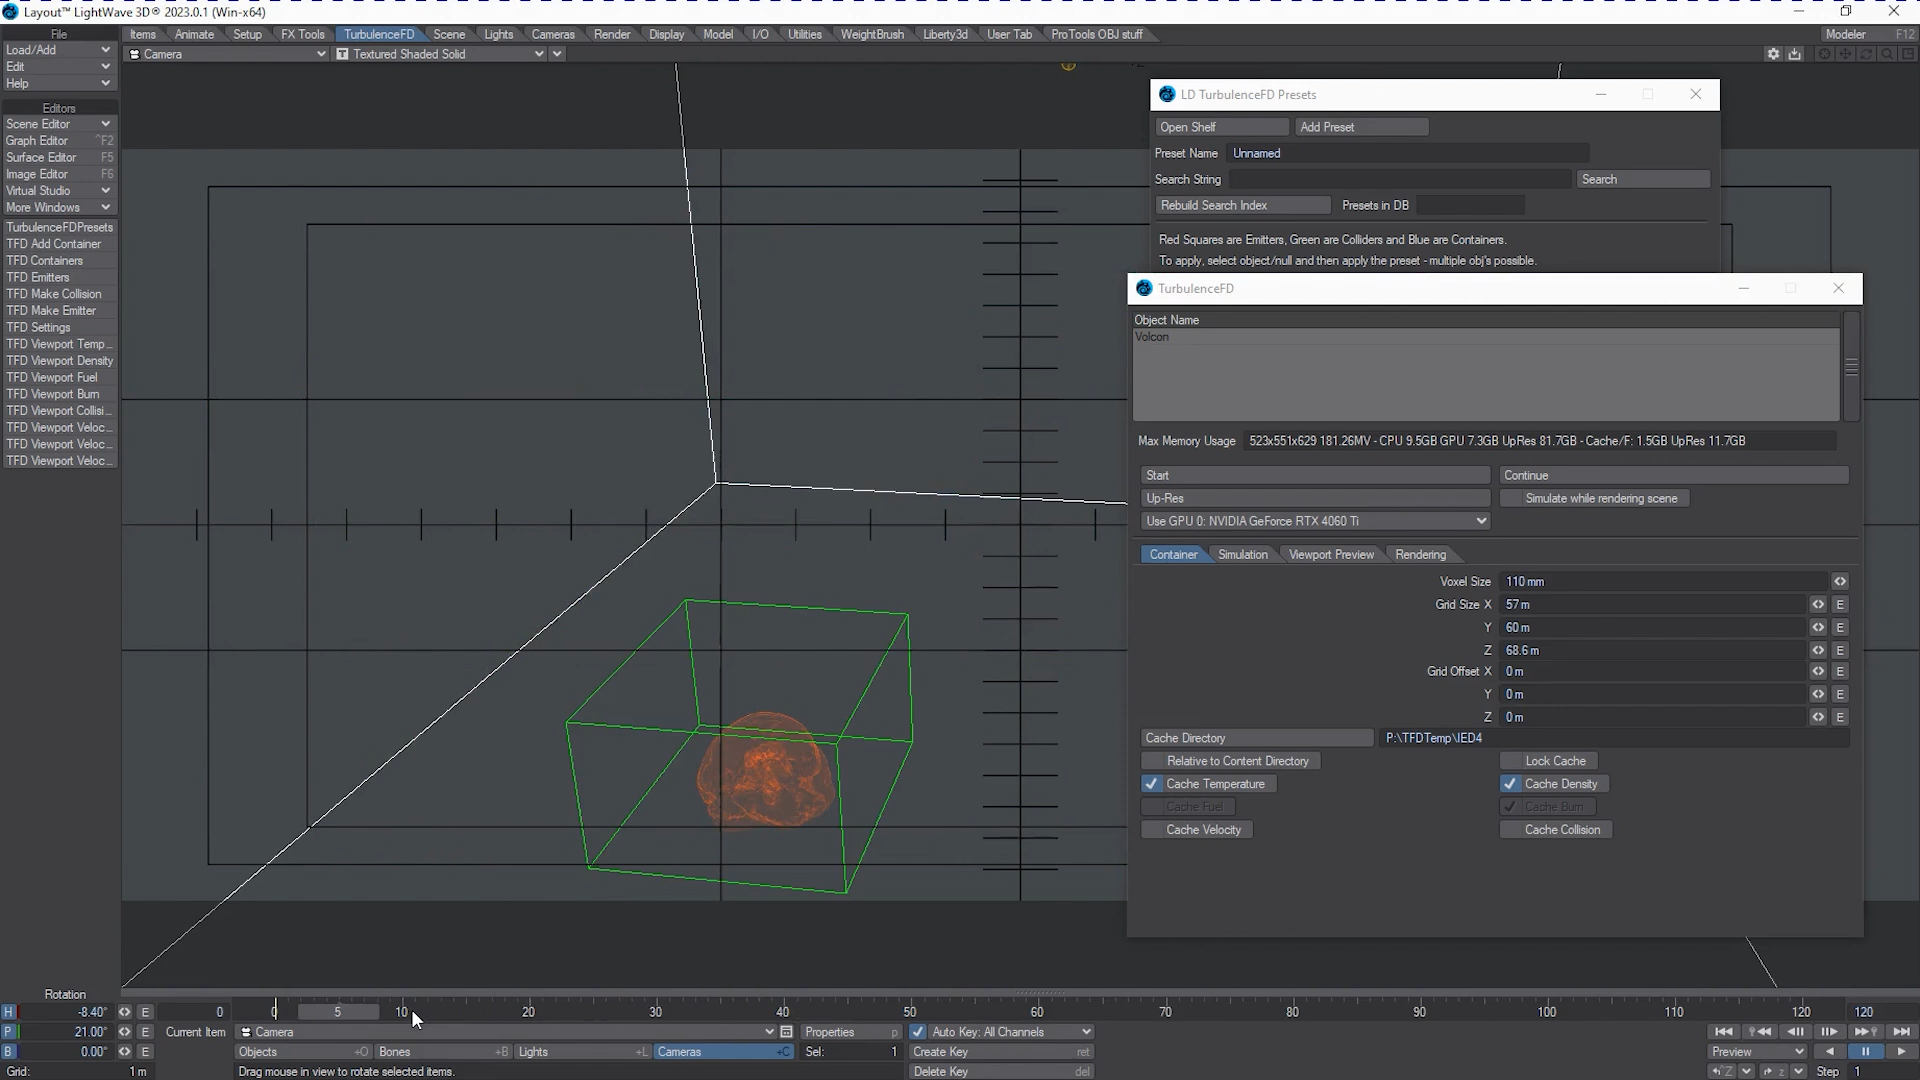 Layout™ LightWave 3D® 2023.0.1 (Win-x64)
File
Items Animate Setup FX Tools TurbulenceFD Scene Lights Cameras Render Display Model I/O Utilities WeightBrush Liberty3d User Tab ProTools OBJ stuff Modeler F12
Load/Add
Camera Textured Shaded Solid
Edit
Help
Editors
Scene Editor
Graph Editor ^F2
Surface Editor F5
Image Editor F6
Virtual Studio
More Windows
TurbulenceFDPresets
TFD Add Container
TFD Containers
TFD Emitters
TFD Make Collision
TFD Make Emitter
TFD Settings
TFD Viewport Temp...
TFD Viewport Density
TFD Viewport Fuel
TFD Viewport Burn
TFD Viewport Collisi...
TFD Viewport Veloc...
TFD Viewport Veloc...
TFD Viewport Veloc...
LD TurbulenceFD Presets
Open Shelf Add Preset
Preset Name Unnamed
Search String Search
Rebuild Search Index Presets in DB
Red Squares are Emitters, Green are Colliders and Blue are Containers.
To apply, select object/null and then apply the preset - multiple obj's possible.
TurbulenceFD
Object Name
Volcon
Max Memory Usage 523x551x629 181.26MV - CPU 9.5GB GPU 7.3GB UpRes 81.7GB - Cache/F: 1.5GB UpRes 11.7GB
Start Continue
Up-Res Simulate while rendering scene
Use GPU 0: NVIDIA GeForce RTX 4060 Ti
Container Simulation Viewport Preview Rendering
Voxel Size 110 mm
Grid Size X 57 m E
Y 60 m E
Z 68.6 m E
Grid Offset X 0 m E
Y 0 m E
Z 0 m E
Cache Directory P:\TFDTemp\IED4
Relative to Content Directory Lock Cache
Cache Temperature Cache Density
Cache Fuel Cache Burn
Cache Velocity Cache Collision
Rotation
H -8.40° E 0 0 5 10 20 30 40 50 60 70 80 90 100 110 120 120
P 21.00° E Current Item Camera Properties p Auto Key: All Channels
B 0.00° E Objects +O Bones +B Lights +L Cameras +C Sel: 1 Create Key ret Preview
Grid: 1 m Drag mouse in view to rotate selected items. Delete Key del Step 1